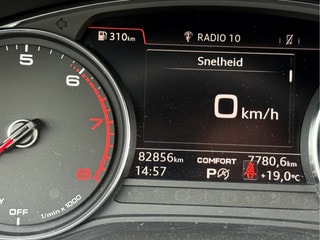 310km
RADIO 10
Snelheid
0 km/h
5
6
7
8
82856km
COMFORT
7780,6km
14:57
P
+19,0°C
OFF
1/min x 1000